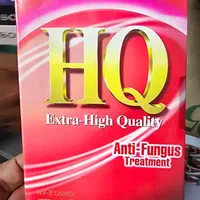 HQ
Extra-High Quality
Anti-Fungus
Treatment